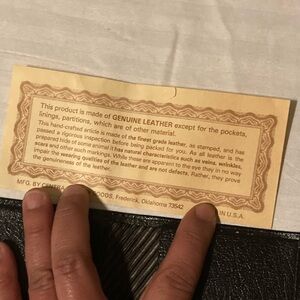 This product is made of GENUINE LEATHER except for the pockets,
linings, partitions, which are of other material.
This hand-crafted article is made of the finest grade leather, as stamped, and has
passed a rigorous inspection before being packed for you. As all leather is the
prepared hide of some animal it has natural characteristics such as veins, wrinkles,
scars and other such markings. While these are apparent to the eye they in no way
impair the wearing qualities of the leather and are not defects. Rather, they prove
the genuineness of the leather.
MFG. BY CENTRAL OODS, Frederick, Oklahoma 73542 IN U.S.A.